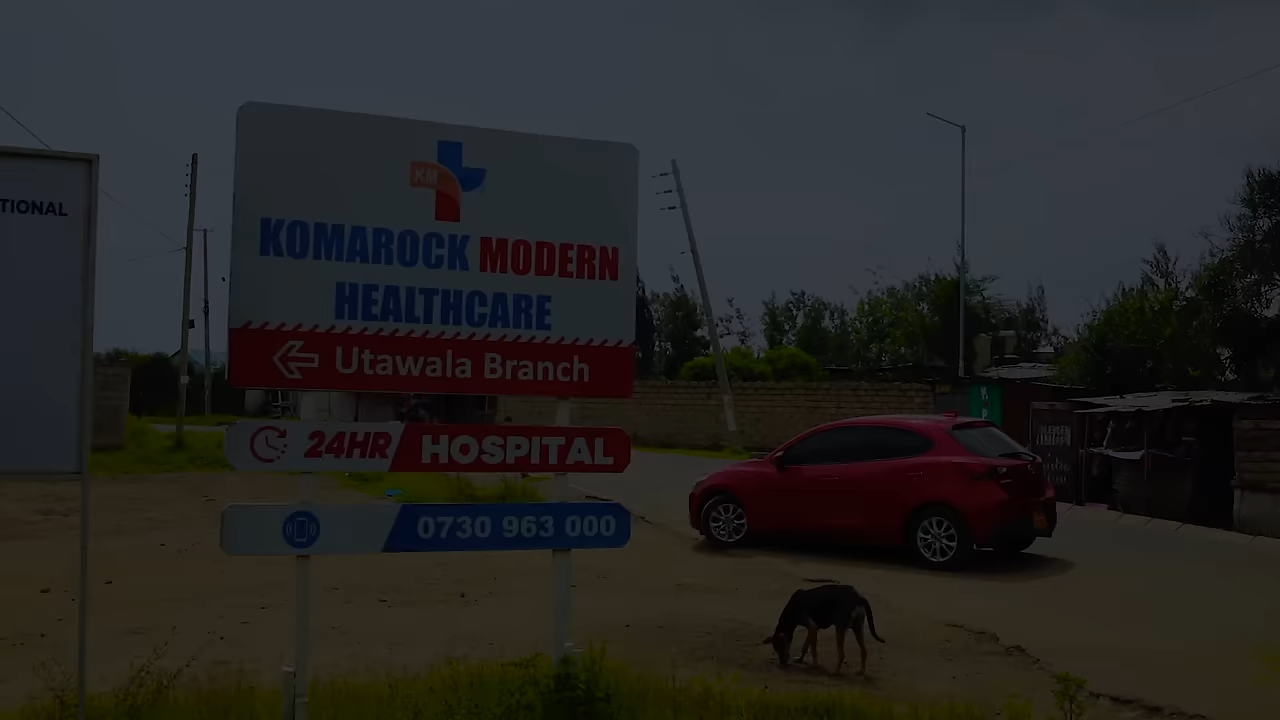 TIONAL
KM
KOMAROCK MODERN
HEALTHCARE
Utawala Branch
24HR HOSPITAL
0730 963 000